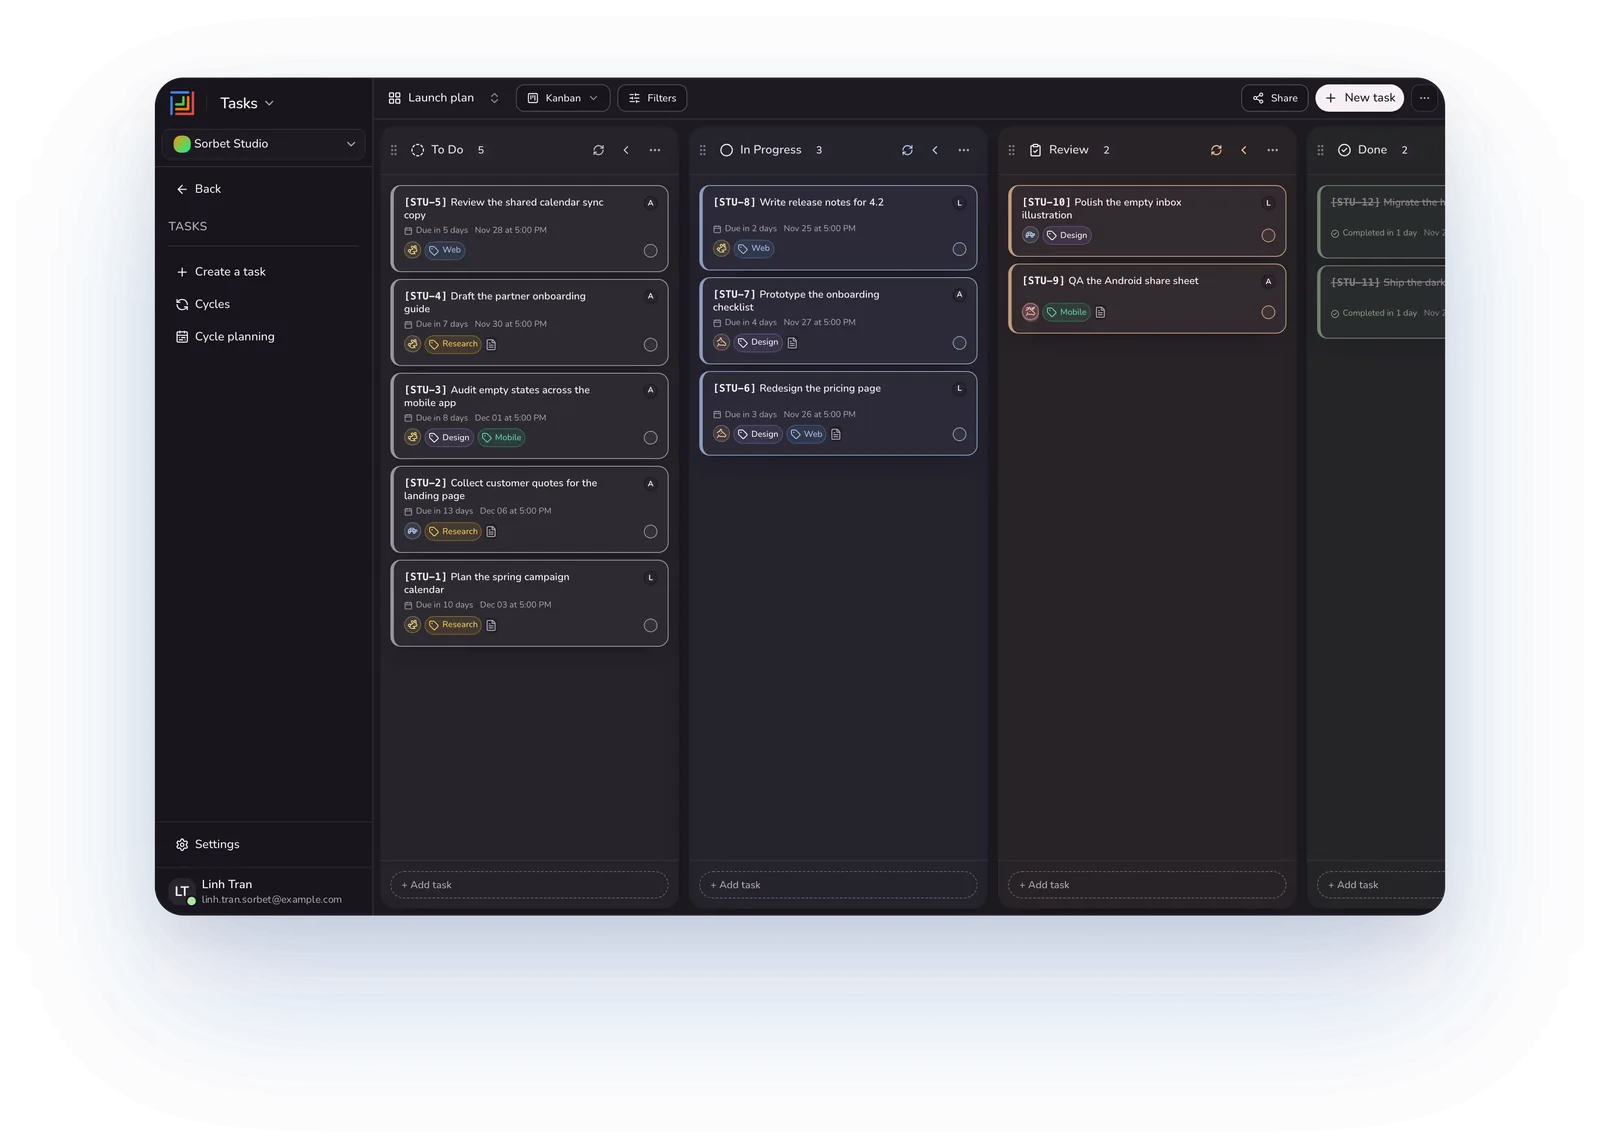 Tasks
Sorbet Studio
Back
TASKS
Create a task
Cycles
Cycle planning
Settings
LT
Linh Tran
linh.tran.sorbet@example.com
Launch plan
Kanban
Filters
Share
New task
To Do 5
[STU-5] Review the shared calendar sync
copy
A
Due in 5 days Nov 28 at 5:00 PM
Web
[STU-4] Draft the partner onboarding
guide
A
Due in 7 days Nov 30 at 5:00 PM
Research
[STU-3] Audit empty states across the
mobile app
A
Due in 8 days Dec 01 at 5:00 PM
Design Mobile
[STU-2] Collect customer quotes for the
landing page
A
Due in 13 days Dec 06 at 5:00 PM
Research
[STU-1] Plan the spring campaign
calendar
L
Due in 10 days Dec 03 at 5:00 PM
Research
+ Add task
In Progress 3
[STU-8] Write release notes for 4.2
L
Due in 2 days Nov 25 at 5:00 PM
Web
[STU-7] Prototype the onboarding
checklist
A
Due in 4 days Nov 27 at 5:00 PM
Design
[STU-6] Redesign the pricing page
L
Due in 3 days Nov 26 at 5:00 PM
Design Web
+ Add task
Review 2
[STU-10] Polish the empty inbox
illustration
L
Design
[STU-9] QA the Android share sheet
A
Mobile
+ Add task
Done 2
[STU-12] Migrate the
Completed in 1 day Nov
[STU-11] Ship the dark
Completed in 1 day Nov
+ Add task